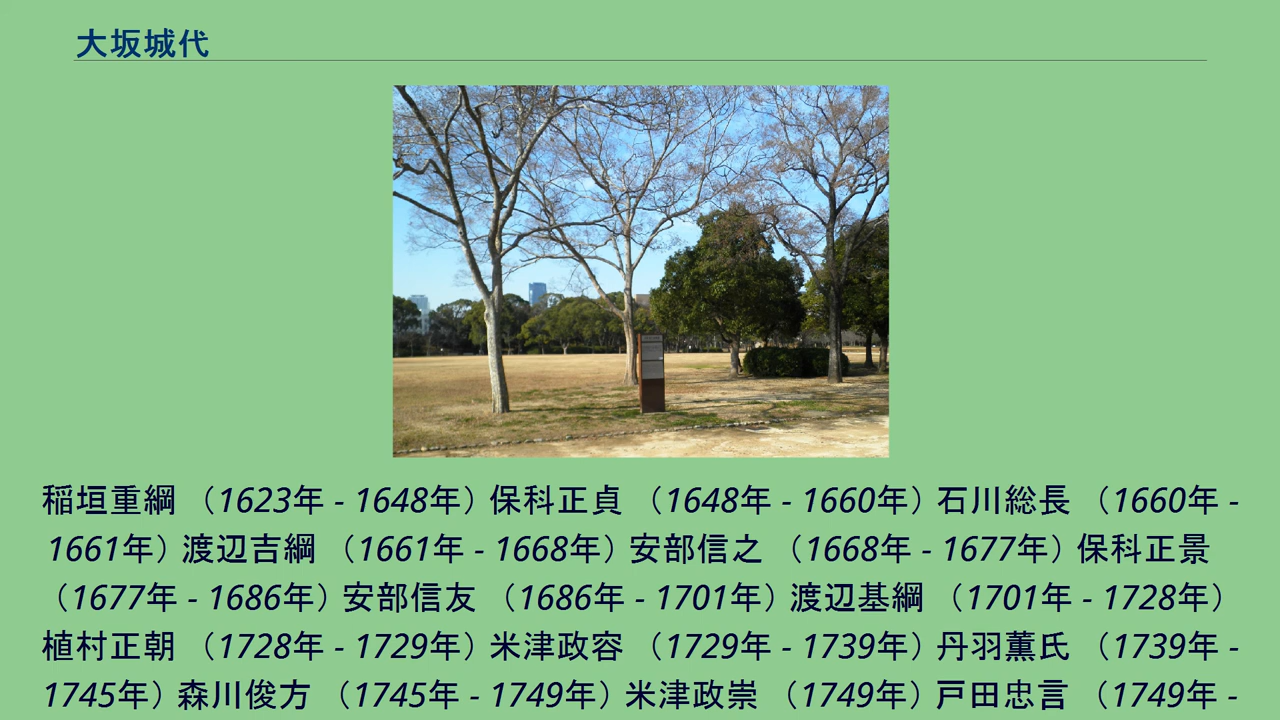 大坂城代
稲垣重綱 （1623年 - 1648年）保科正貞 （1648年 - 1660年）石川総長 （1660年 -
1661年）渡辺吉綱 （1661年 - 1668年）安部信之 （1668年 - 1677年）保科正景
（1677年 - 1686年）安部信友 （1686年 - 1701年）渡辺基綱 （1701年 - 1728年）
植村正朝 （1728年 - 1729年）米津政容 （1729年 - 1739年）丹羽薫氏 （1739年 -
1745年）森川俊方 （1745年 - 1749年）米津政崇 （1749年）戸田忠言 （1749年 -